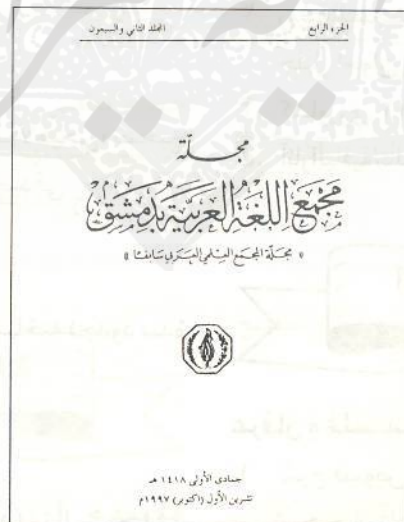 الجزء الرابع
المجلد الثاني والسبعون
مجلة
مجمع اللغة العربية بدمشق
« مجلة المجمع العلمي العربي سابقا »
جمادى الأولى ١٤١٨ هـ
تشرين الأول (أكتوبر) ١٩٩٧م